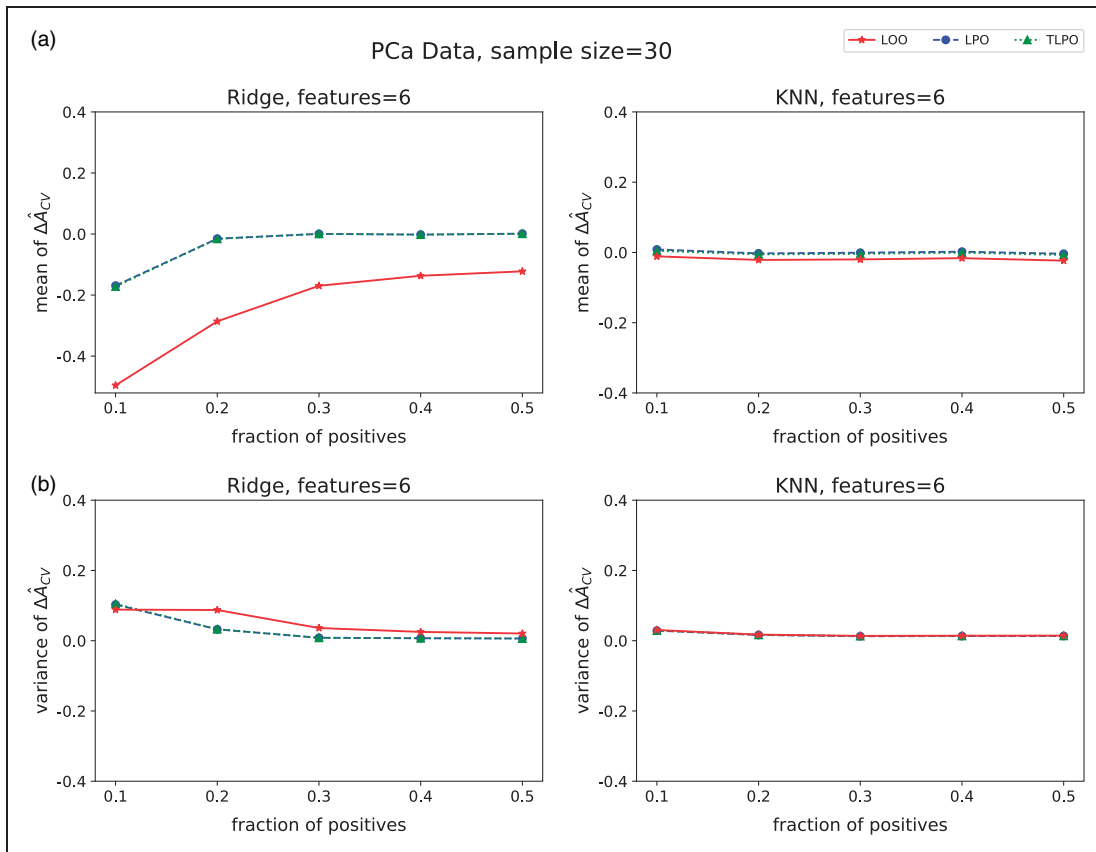 (a)
PCa Data, sample size=30
LOO LPO TLPO
Ridge, features=6
0.4
0.2
0.0
-0.2
-0.4
mean of ΔÂCV
0.1 0.2 0.3 0.4 0.5
fraction of positives
KNN, features=6
0.4
0.2
0.0
-0.2
-0.4
mean of ΔÂCV
0.1 0.2 0.3 0.4 0.5
fraction of positives
(b)
Ridge, features=6
0.4
0.2
0.0
-0.2
-0.4
variance of ΔÂCV
0.1 0.2 0.3 0.4 0.5
fraction of positives
KNN, features=6
0.4
0.2
0.0
-0.2
-0.4
variance of ΔÂCV
0.1 0.2 0.3 0.4 0.5
fraction of positives